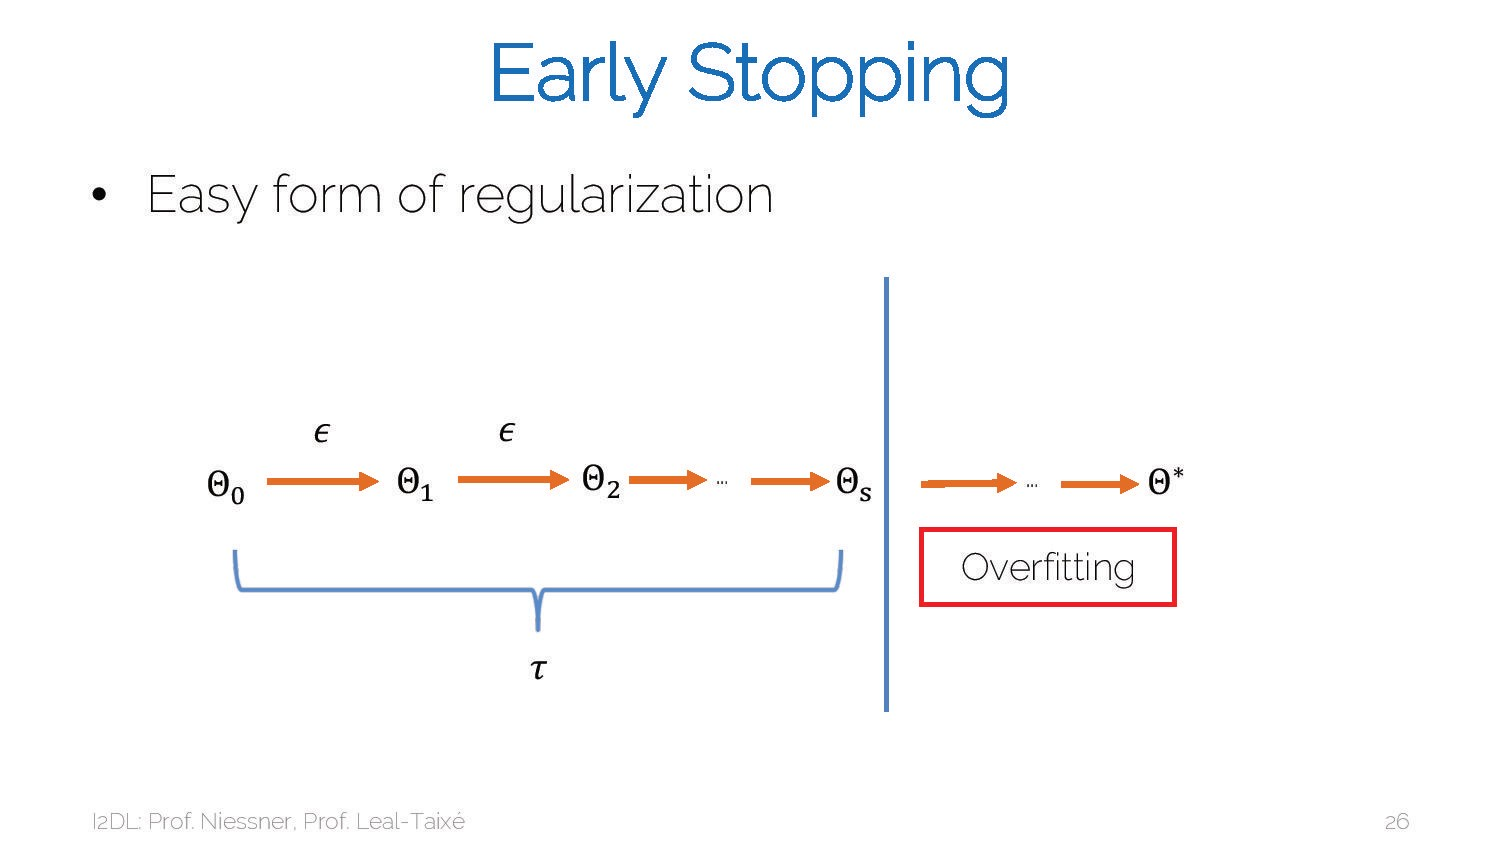 Early Stopping
• Easy form of regularization
ϵ ϵ
Θ₀ Θ₁ Θ₂ ... Θₛ ... Θ*
Overfitting
τ
I2DL: Prof. Niessner, Prof. Leal-Taixé 26